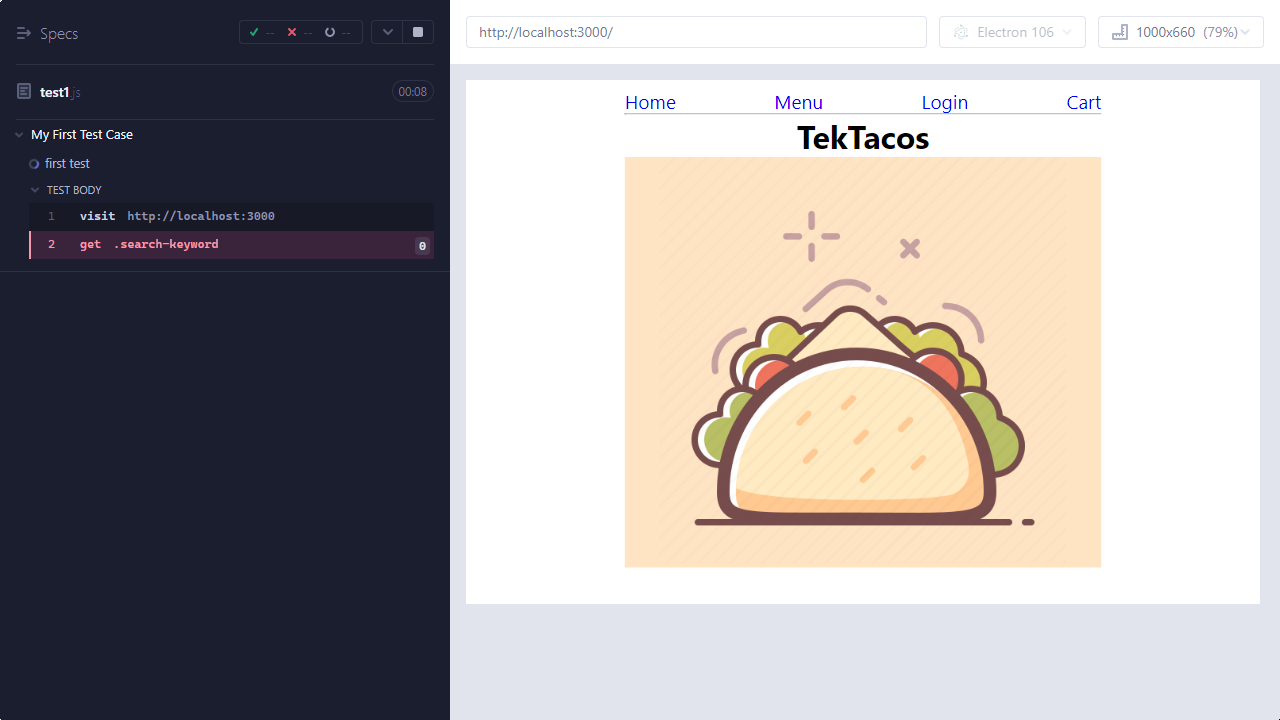 Specs
-- -- --
test1.js
00:08
My First Test Case
first test
TEST BODY
1 visit http://localhost:3000
2 get .search-keyword 0
http://localhost:3000/
Electron 106
1000x660 (79%)
Home Menu Login Cart
TekTacos